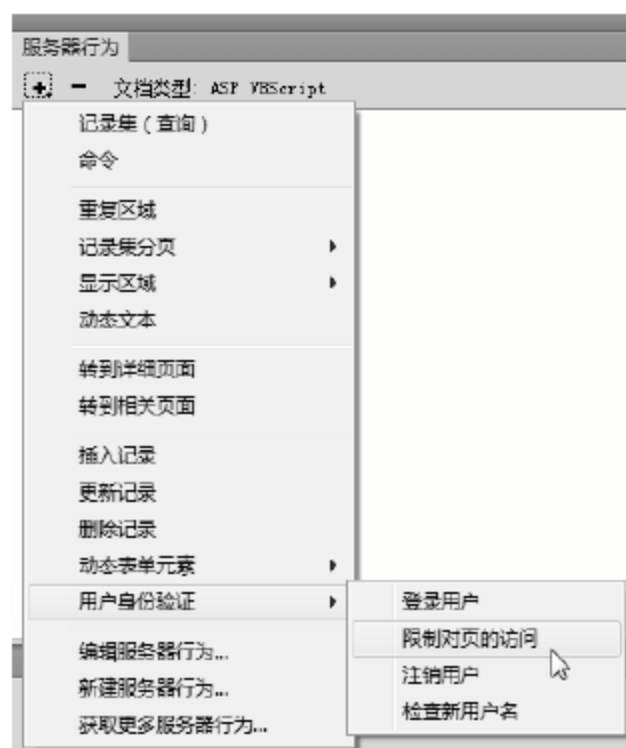 服务器行为
文档类型: ASP VBScript
记录集(查询)
命令
重复区域
记录集分页
显示区域
动态文本
转到详细页面
转到相关页面
插入记录
更新记录
删除记录
动态表单元素
用户身份验证
登录用户
限制对页的访问
注销用户
检查新用户名
编辑服务器行为...
新建服务器行为...
获取更多服务器行为...